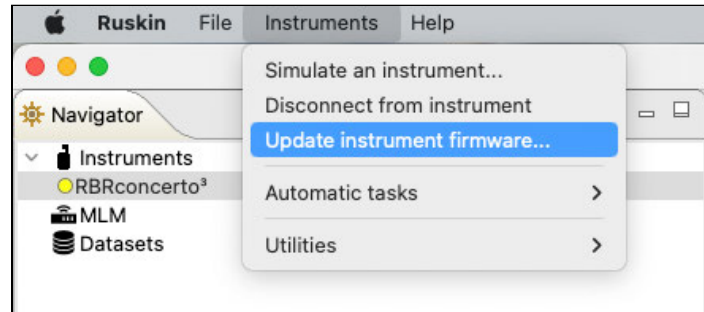 Ruskin File Instruments Help
Simulate an instrument...
Disconnect from instrument
Update instrument firmware...
Automatic tasks
Utilities
Navigator
Instruments
RBRconcerto³
MLM
Datasets